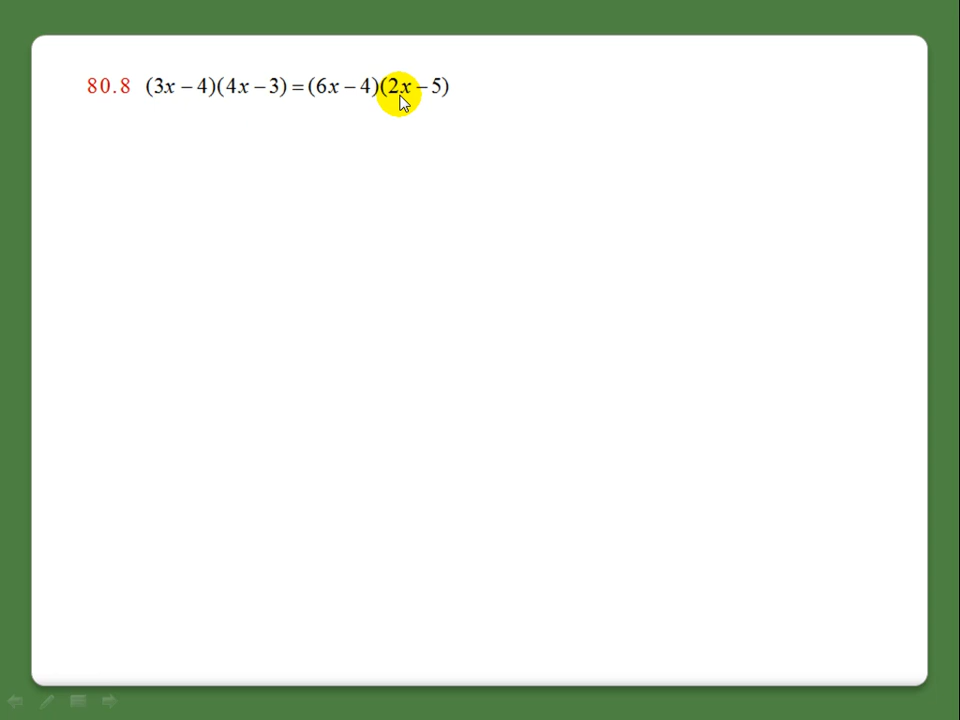 80.8 (3x − 4)(4x − 3) = (6x − 4)(2x − 5)